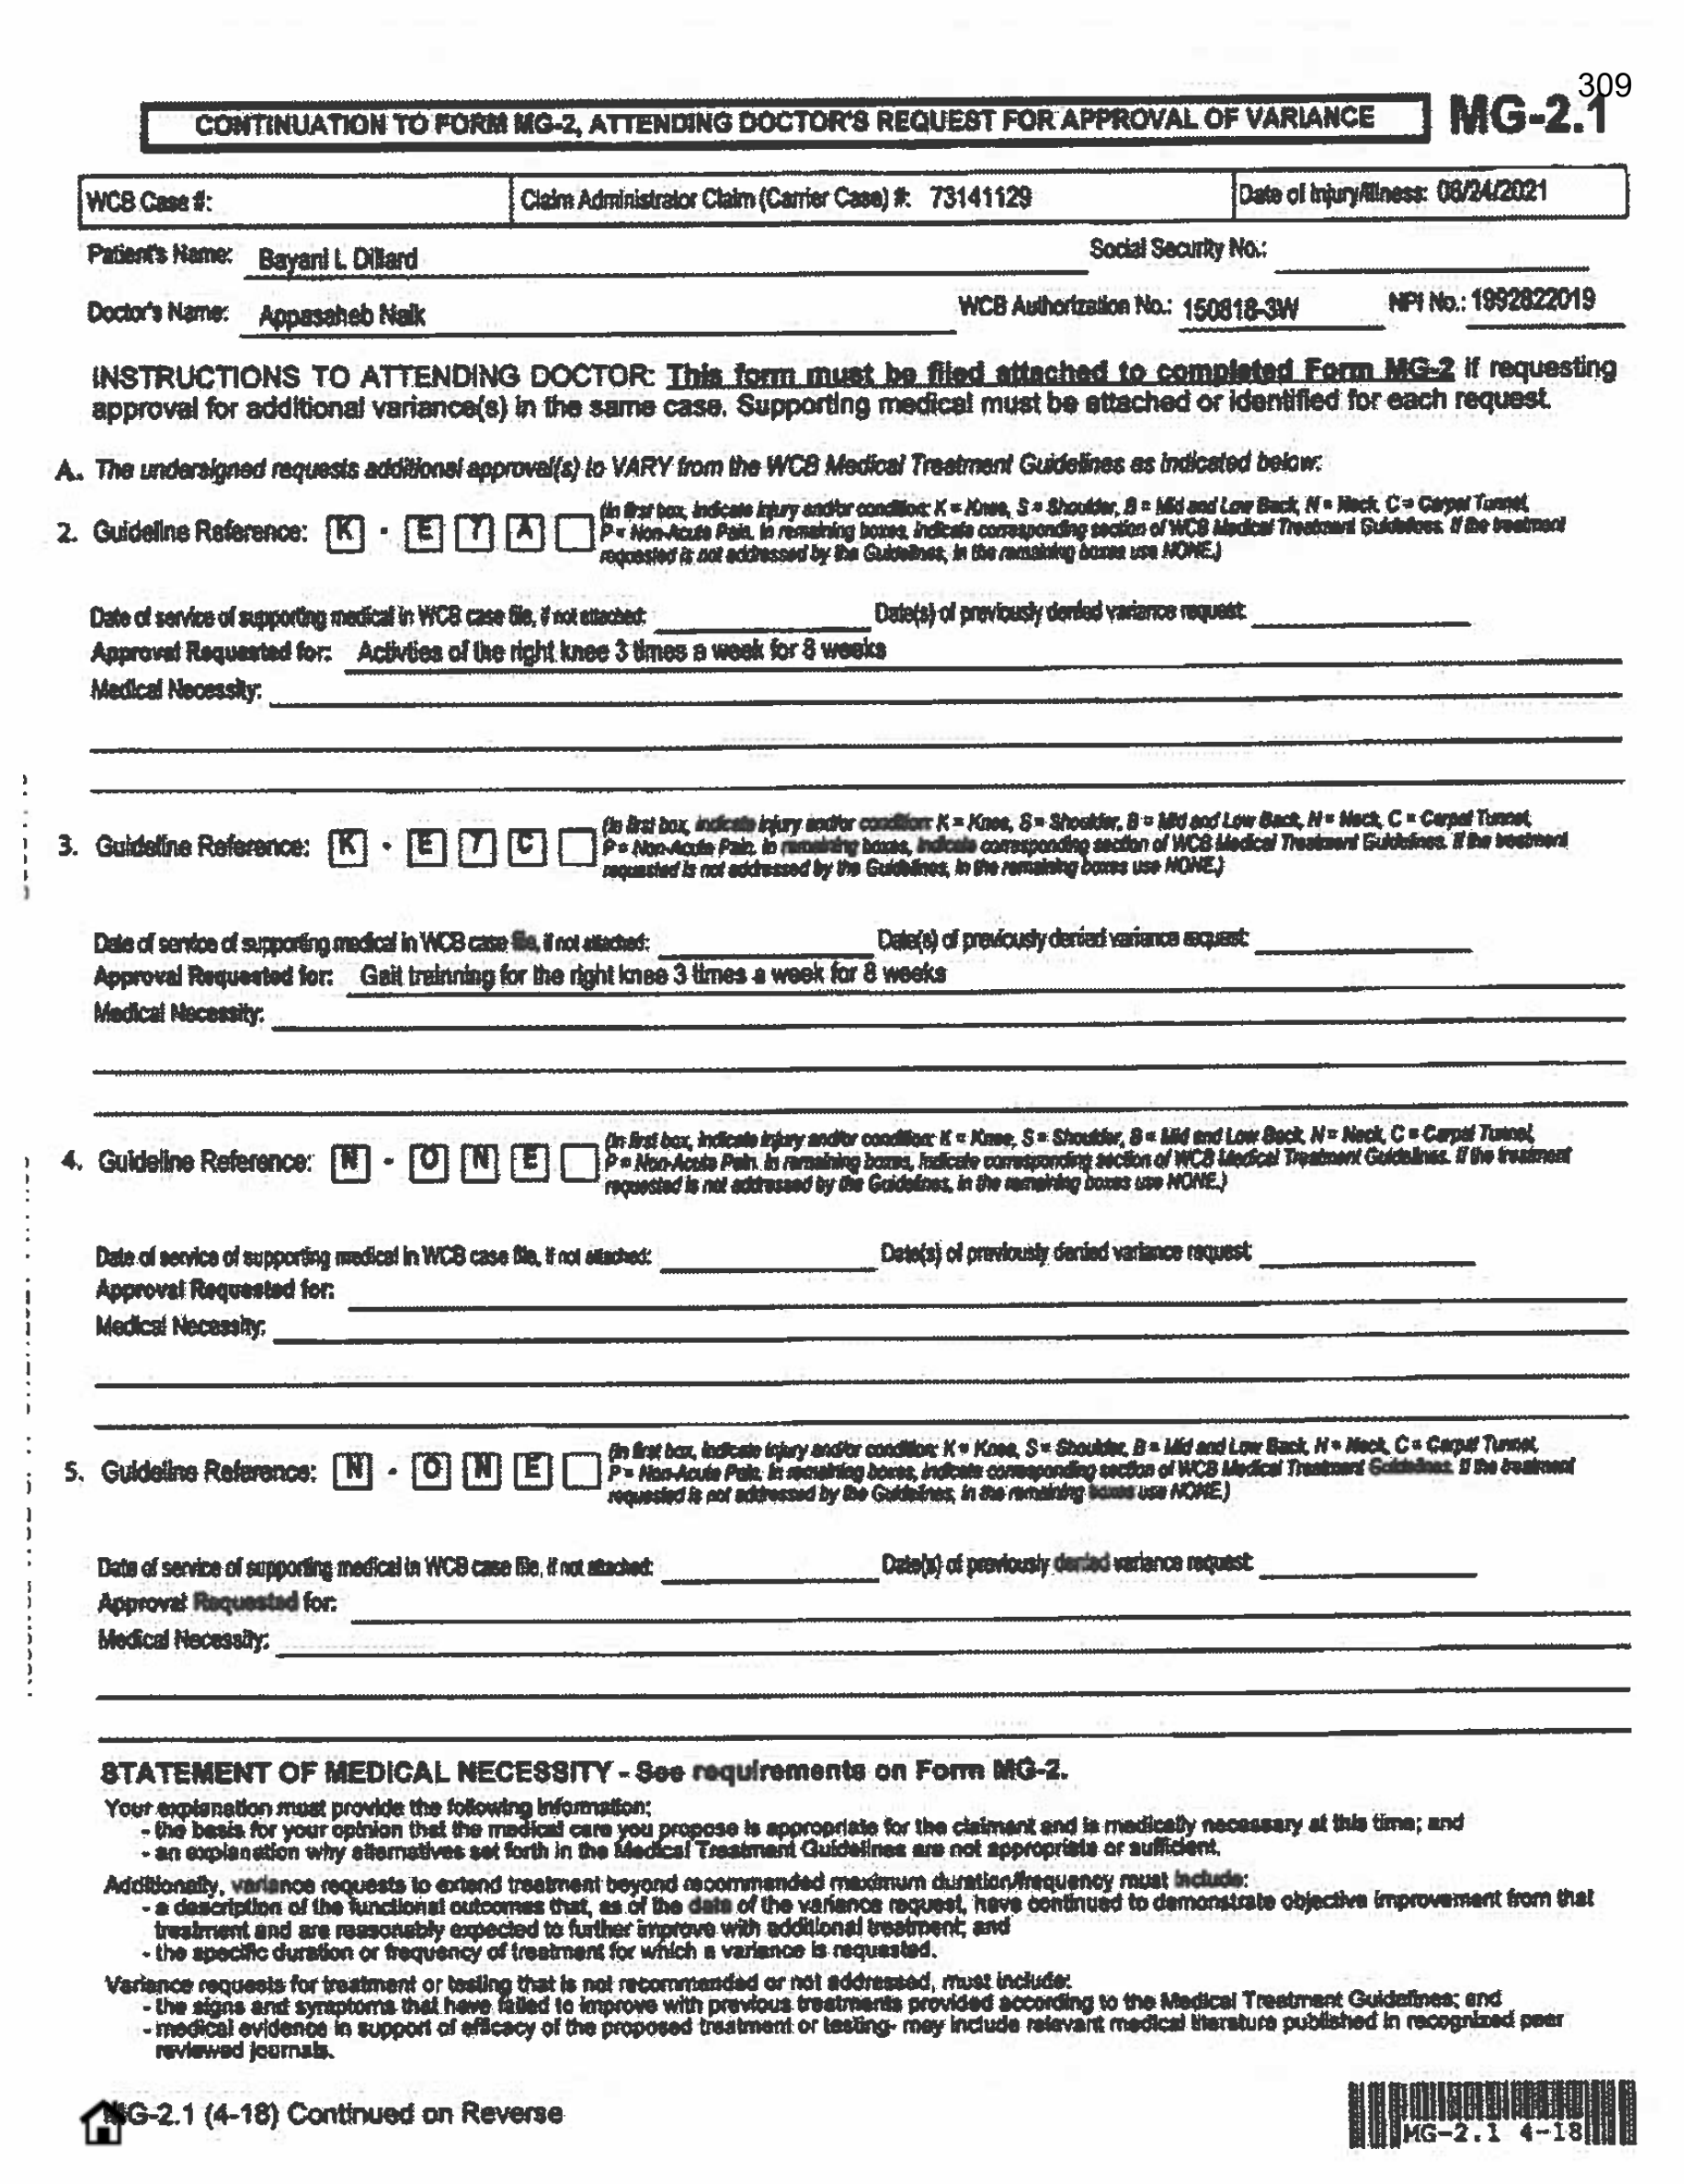 309
CONTINUATION TO FORM MG-2, ATTENDING DOCTOR'S REQUEST FOR APPROVAL OF VARIANCE MG-2.1
WCB Case #: Claim Administrator Claim (Carrier Case) #: 73141129 Date of Injury/Illness: 06/24/2021
Patient's Name: Bayani L. Dillard Social Security No.:
Doctor's Name: Appasaheb Naik WCB Authorization No.: 150818-3W NPI No.: 1992822019
INSTRUCTIONS TO ATTENDING DOCTOR: This form must be filed attached to completed Form MG-2 if requesting
approval for additional variance(s) in the same case. Supporting medical must be attached or identified for each request.
A. The undersigned requests additional approval(s) to VARY from the WCB Medical Treatment Guidelines as indicated below:
(In first box, indicate injury and/or condition: K = Knee, S = Shoulder, B = Mid and Low Back, N = Neck, C = Carpal Tunnel,
2. Guideline Reference: K - E 7 A P = Non-Acute Pain. In remaining boxes, indicate corresponding section of WCB Medical Treatment Guidelines. If the treatment
requested is not addressed by the Guidelines, in the remaining boxes use NONE.)
Date of service of supporting medical in WCB case file, if not attached: Date(s) of previously denied variance request:
Approval Requested for: Activties of the right knee 3 times a week for 8 weeks
Medical Necessity:
(In first box, indicate injury and/or condition: K = Knee, S = Shoulder, B = Mid and Low Back, N = Neck, C = Carpal Tunnel,
3. Guideline Reference: K - E 7 C P = Non-Acute Pain. In remaining boxes, indicate corresponding section of WCB Medical Treatment Guidelines. If the treatment
requested is not addressed by the Guidelines, in the remaining boxes use NONE.)
Date of service of supporting medical in WCB case file, if not attached: Date(s) of previously denied variance request:
Approval Requested for: Gait trainning for the right knee 3 times a week for 8 weeks
Medical Necessity:
(In first box, indicate injury and/or condition: K = Knee, S = Shoulder, B = Mid and Low Back, N = Neck, C = Carpal Tunnel,
4. Guideline Reference: N - O N E P = Non-Acute Pain. In remaining boxes, indicate corresponding section of WCB Medical Treatment Guidelines. If the treatment
requested is not addressed by the Guidelines, in the remaining boxes use NONE.)
Date of service of supporting medical in WCB case file, if not attached: Date(s) of previously denied variance request:
Approval Requested for:
Medical Necessity:
(In first box, indicate injury and/or condition: K = Knee, S = Shoulder, B = Mid and Low Back, N = Neck, C = Carpal Tunnel,
5. Guideline Reference: N - O N E P = Non-Acute Pain. In remaining boxes, indicate corresponding section of WCB Medical Treatment Guidelines. If the treatment
requested is not addressed by the Guidelines, in the remaining boxes use NONE.)
Date of service of supporting medical in WCB case file, if not attached: Date(s) of previously denied variance request:
Approval Requested for:
Medical Necessity:
STATEMENT OF MEDICAL NECESSITY - See requirements on Form MG-2.
Your explanation must provide the following information:
- the basis for your opinion that the medical care you propose is appropriate for the claimant and is medically necessary at this time; and
- an explanation why alternatives set forth in the Medical Treatment Guidelines are not appropriate or sufficient.
Additionally, variance requests to extend treatment beyond recommended maximum duration/frequency must include:
- a description of the functional outcomes that, as of the date of the variance request, have continued to demonstrate objective improvement from that
treatment and are reasonably expected to further improve with additional treatment; and
- the specific duration or frequency of treatment for which a variance is requested.
Variance requests for treatment or testing that is not recommended or not addressed, must include:
- the signs and symptoms that have failed to improve with previous treatments provided according to the Medical Treatment Guidelines; and
- medical evidence in support of efficacy of the proposed treatment or testing- may include relevant medical literature published in recognized peer
reviewed journals.
MG-2.1 (4-18) Continued on Reverse
MG-2.1 4-18